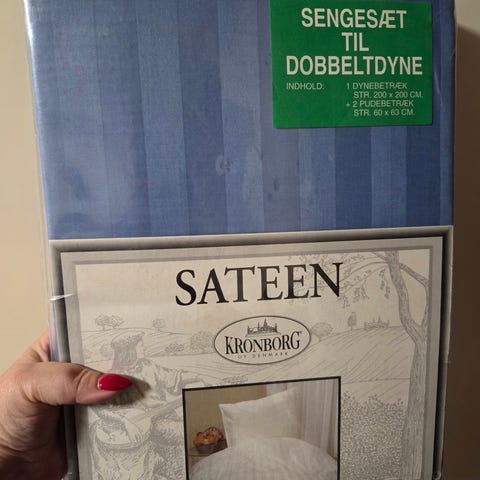 SENGESÆT
TIL
DOBBELTDYNE
INDHOLD: 1 DYNEBETRÆK
STR. 200 x 200 CM.
+ 2 PUDEBETRÆK
STR. 60 x 63 CM.
SATEEN
KRONBORG
OF DENMARK